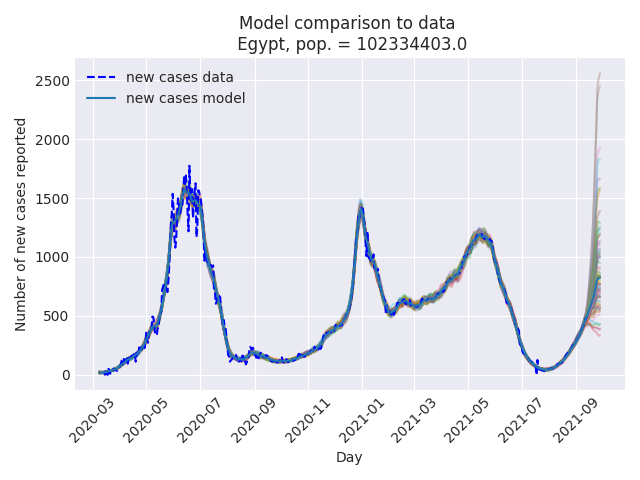 Model comparison to data
Egypt, pop. = 102334403.0
new cases data
new cases model
Number of new cases reported
2500
2000
1500
1000
500
0
2020-03
2020-05
2020-07
2020-09
2020-11
2021-01
2021-03
2021-05
2021-07
2021-09
Day